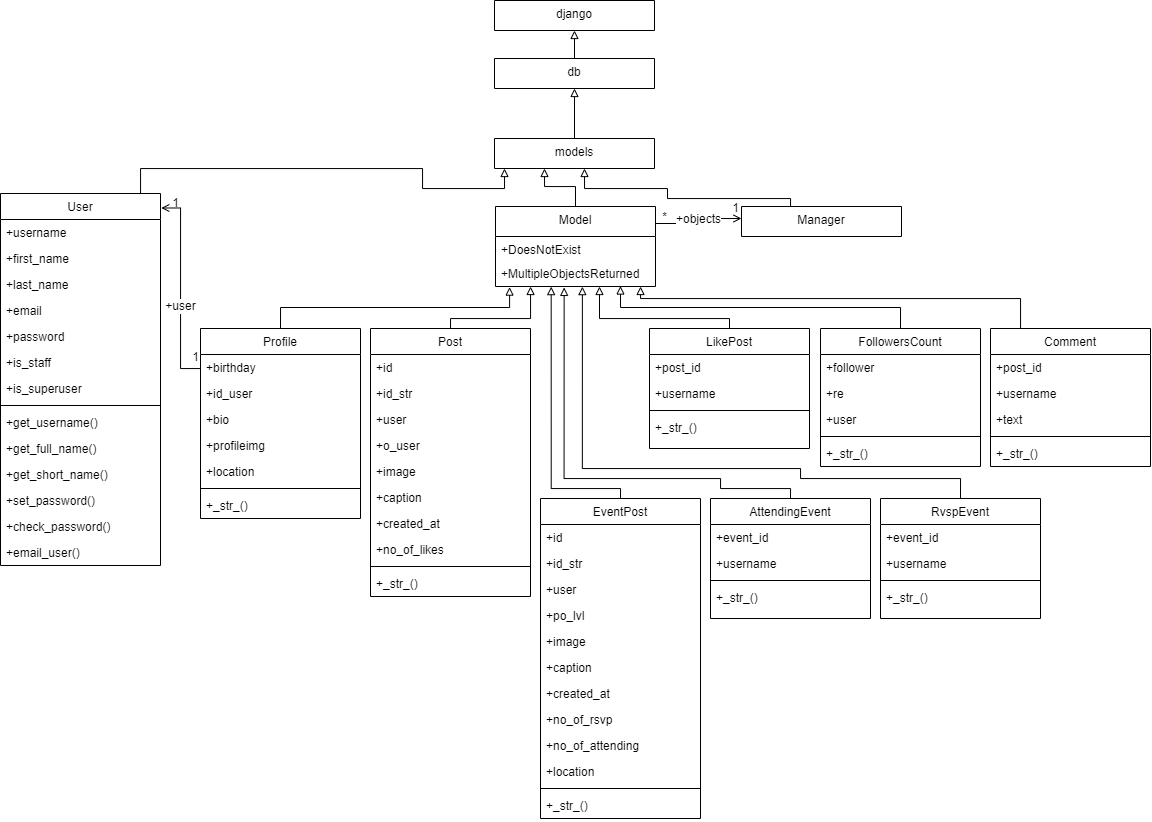 django
db
models
User
+username
+first_name
+last_name
+email
+password
+is_staff
+is_superuser
+get_username()
+get_full_name()
+get_short_name()
+set_password()
+check_password()
+email_user()
1
+user
1
Model
+DoesNotExist
+MultipleObjectsReturned
*
+objects
1
Manager
Profile
+birthday
+id_user
+bio
+profileimg
+location
+_str_()
Post
+id
+id_str
+user
+o_user
+image
+caption
+created_at
+no_of_likes
+_str_()
LikePost
+post_id
+username
+_str_()
FollowersCount
+follower
+re
+user
+_str_()
Comment
+post_id
+username
+text
+_str_()
EventPost
+id
+id_str
+user
+po_lvl
+image
+caption
+created_at
+no_of_rsvp
+no_of_attending
+location
+_str_()
AttendingEvent
+event_id
+username
+_str_()
RvspEvent
+event_id
+username
+_str_()